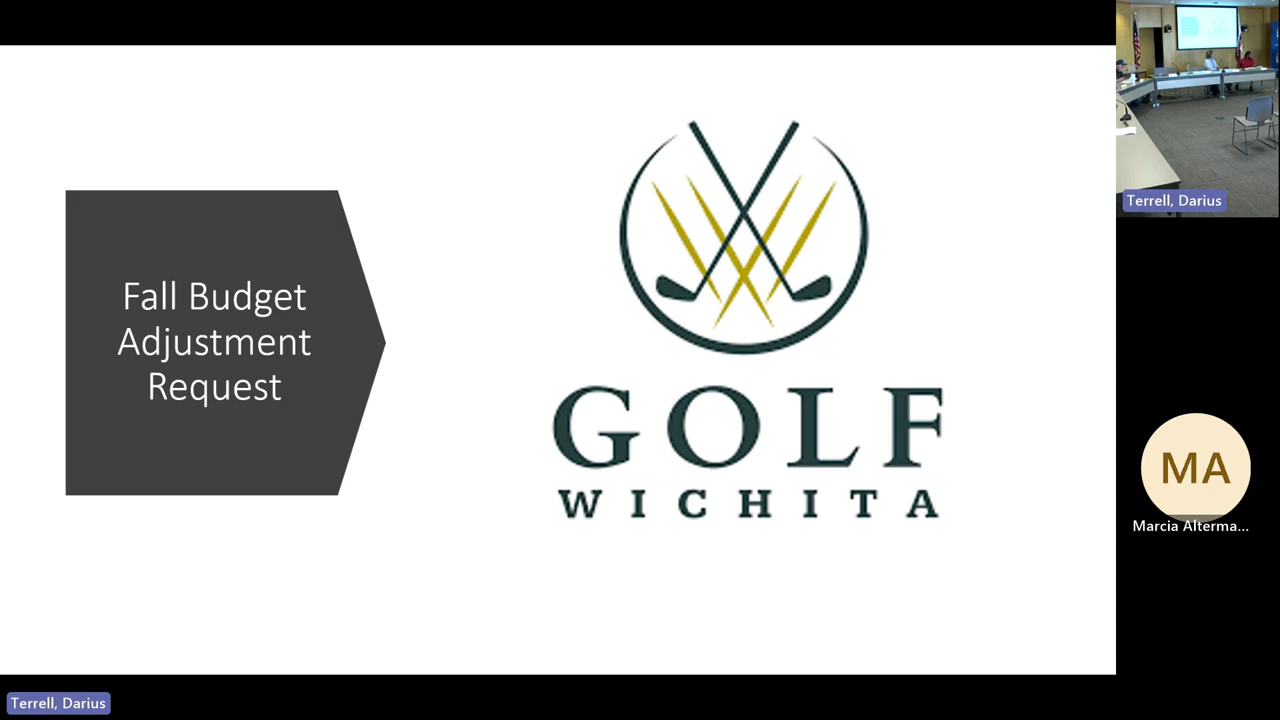 Fall Budget
Adjustment
Request
GOLF
WICHITA
Terrell, Darius
MA
Marcia Alterma...
Terrell, Darius